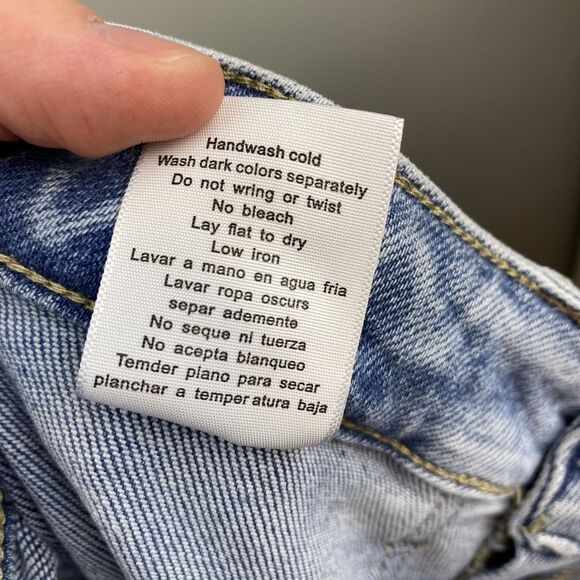 Handwash cold
Wash dark colors separately
Do not wring or twist
No bleach
Lay flat to dry
Low iron
Lavar a mano en agua fria
Lavar ropa oscurs
separ ademente
No seque ni tuerza
No acepta blanqueo
Temder plano para secar
planchar a temper atura baja